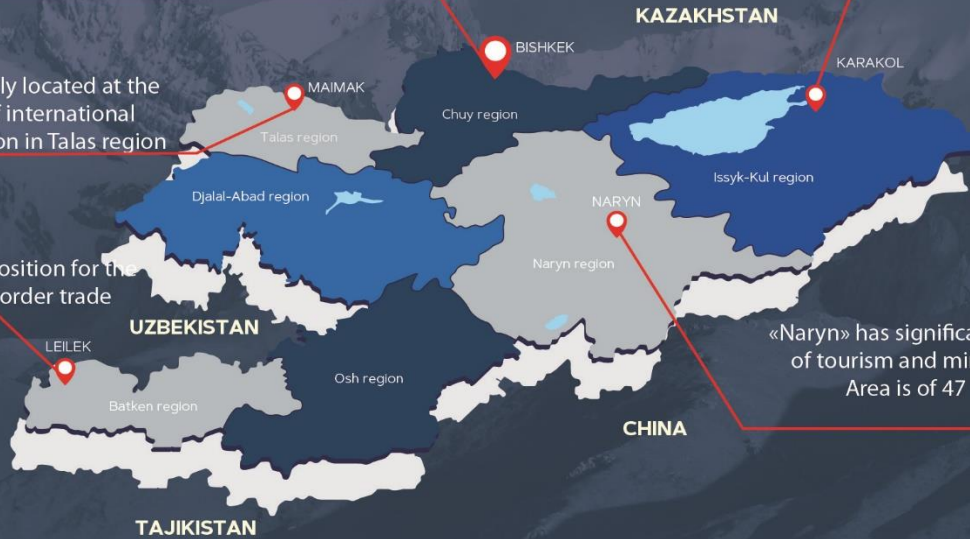 KAZAKHSTAN
BISHKEK
KARAKOL
ly located at the
international
on in Talas region
MAIMAK
Talas region
Chuy region
Issyk-Kul region
Djalal-Abad region
NARYN
Naryn region
osition for the
order trade
UZBEKISTAN
LEILEK
Batken region
Osh region
«Naryn» has significa
of tourism and mi
Area is of 47
CHINA
TAJIKISTAN